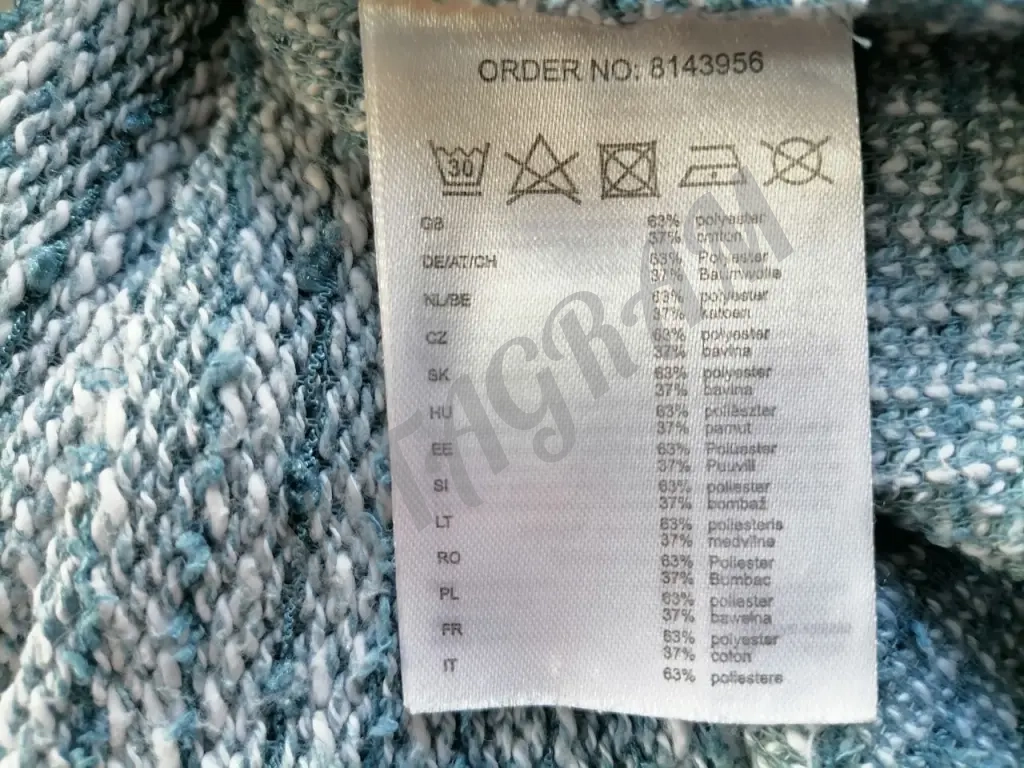 ORDER NO: 8143956
30
GB 63% polyester
37% cotton
DE/AT/CH 63% Polyester
37% Baumwolle
NL/BE 63% polyester
37% katoen
CZ 63% polyester
37% bavlna
SK 63% polyester
37% bavlna
HU 63% poliészter
37% pamut
EE 63% Polüester
37% Puuvill
SI 63% poliester
37% bombaž
LT 63% poliesteris
37% medvilnė
RO 63% Poliester
37% Bumbac
PL 63% poliester
37% bawełna
FR 63% polyester
37% coton
IT 63% poliestere
TAGRAM